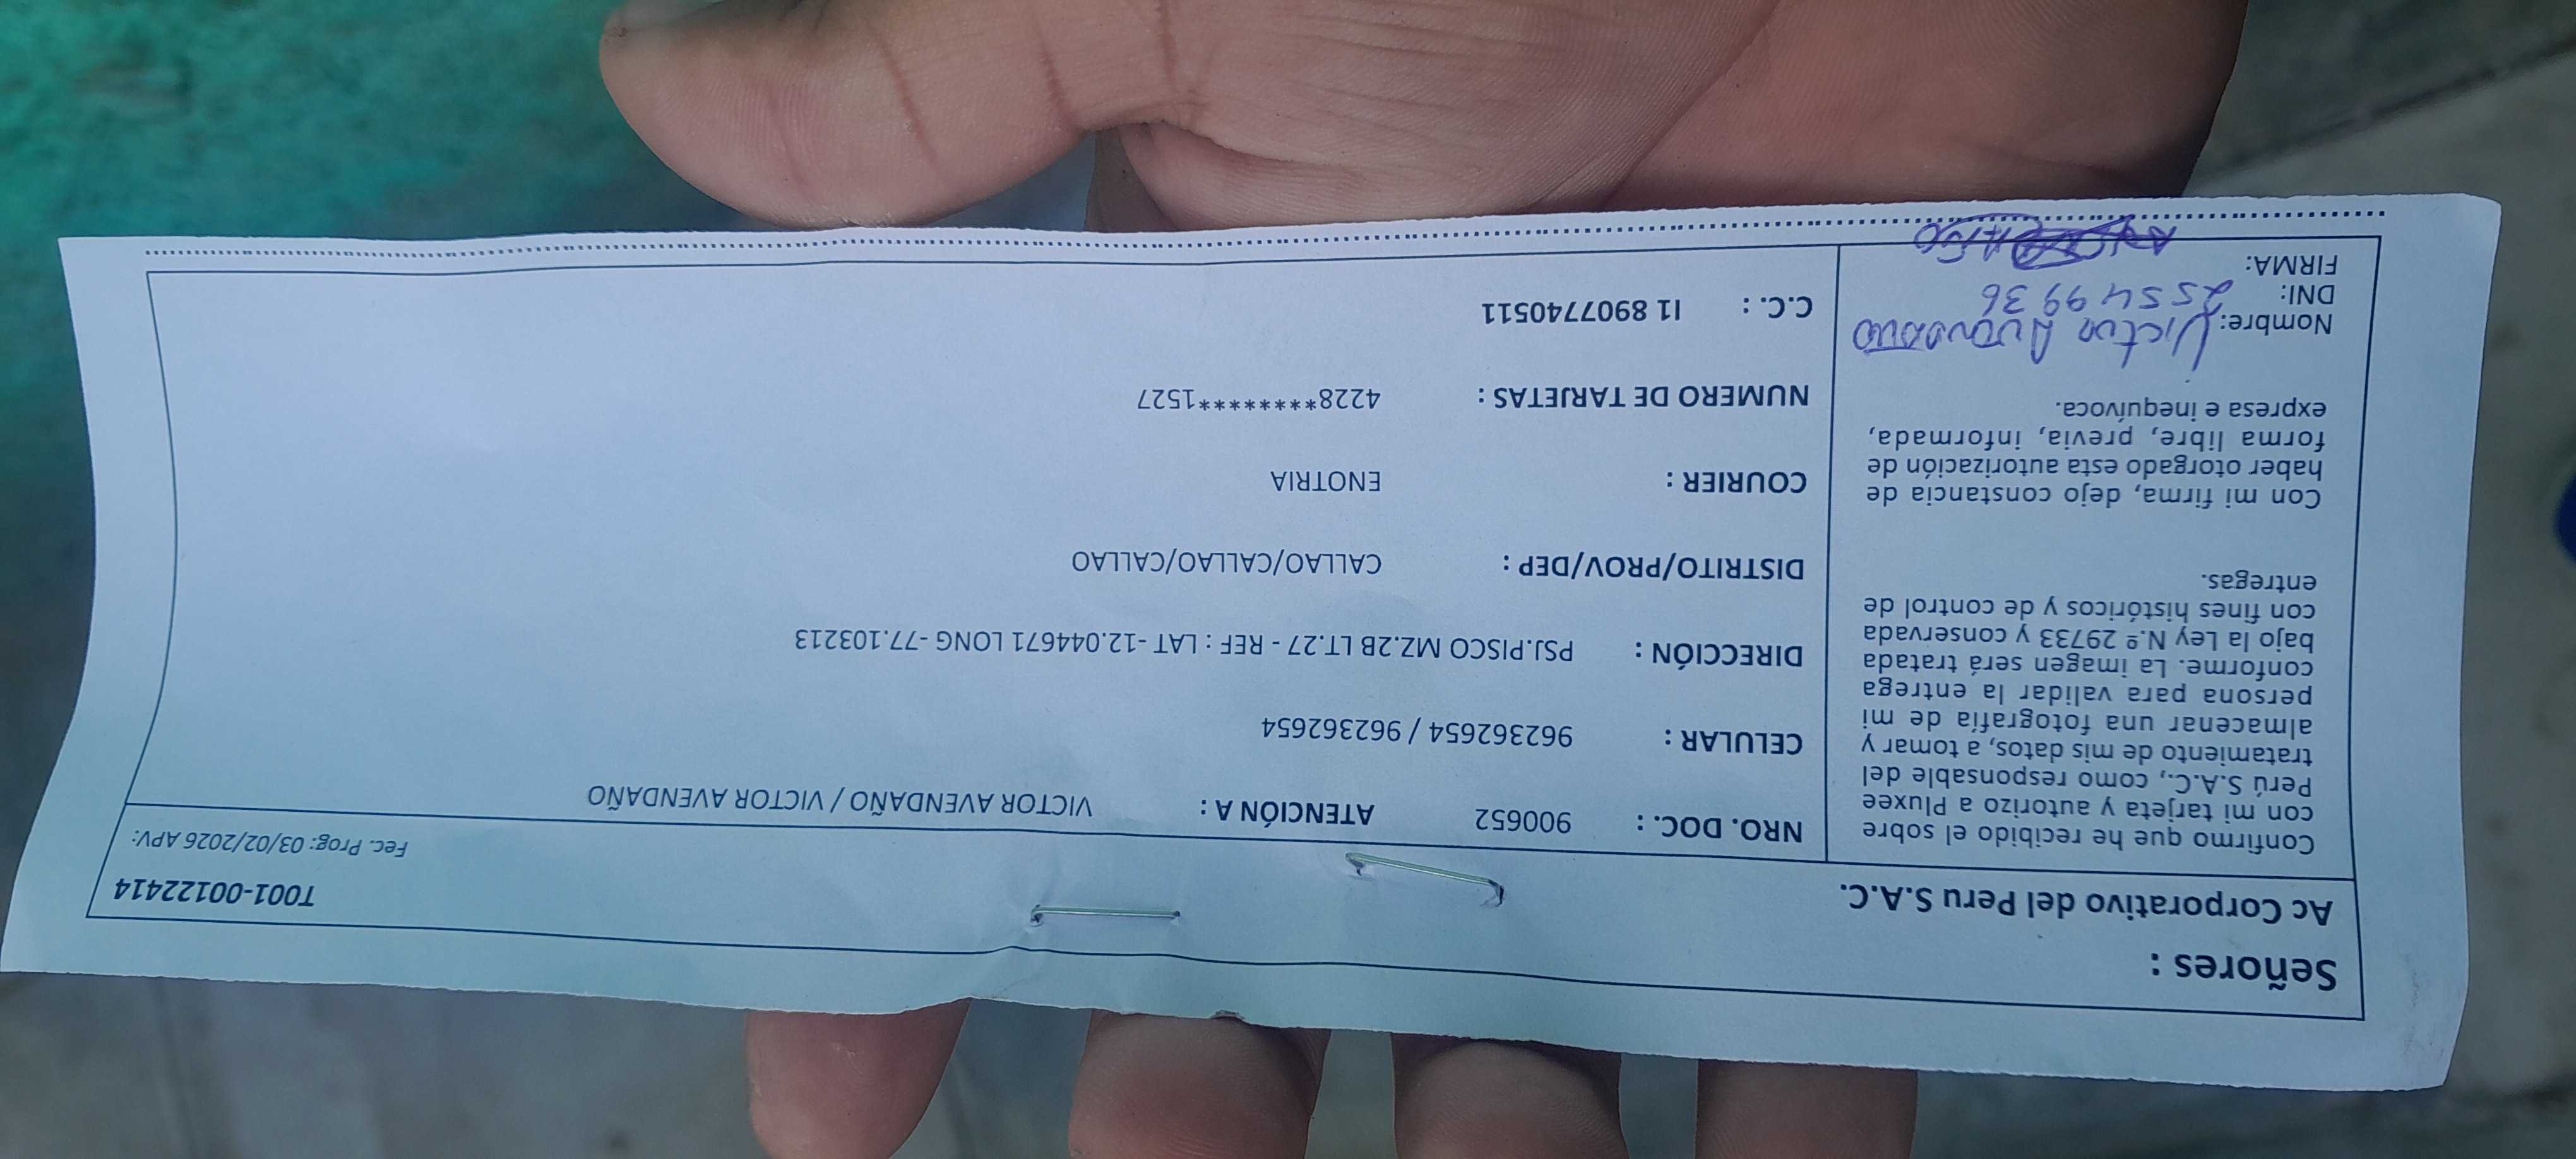 Señores :
Ac Corporativo del Peru S.A.C.
T001-00122414
Fec. Prog: 03/02/2026 APV:
Confirmo que he recibido el sobre
con mi tarjeta y autorizo a Pluxee
Perú S.A.C., como responsable del
tratamiento de mis datos, a tomar y
almacenar una fotografía de mi
persona para validar la entrega
conforme. La imagen será tratada
bajo la Ley N.º 29733 y conservada
con fines históricos y de control de
entregas.
Con mi firma, dejo constancia de
haber otorgado esta autorización de
forma libre, previa, informada,
expresa e inequívoca.
Nombre: Victor Avendaño
DNI: 25549936
FIRMA:
NRO. DOC. : 900652 ATENCIÓN A : VICTOR AVENDAÑO / VICTOR AVENDAÑO
CELULAR : 962362654 / 962362654
DIRECCIÓN : PSJ.PISCO MZ.2B LT.27 - REF : LAT -12.044671 LONG -77.103213
DISTRITO/PROV/DEP : CALLAO/CALLAO/CALLAO
COURIER : ENOTRIA
NUMERO DE TARJETAS : 4228*********1527
C.C. : I1 8907740511